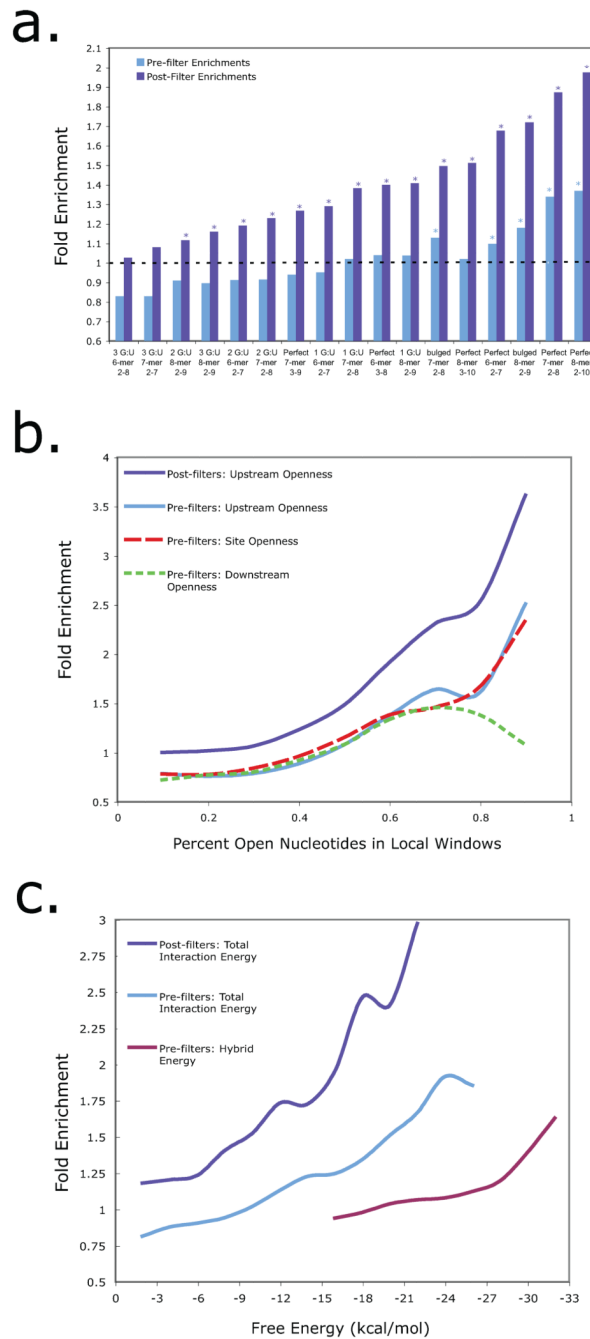 a.
Fold Enrichment
2.1
2
1.9
1.8
1.7
1.6
1.5
1.4
1.3
1.2
1.1
1
0.9
0.8
0.7
0.6
Pre-filter Enrichments
Post-Filter Enrichments
* * * * * * * * * * * * * * *
* * * * *
3 G:U 3 G:U 2 G:U 3 G:U 2 G:U 2 G:U Perfect 1 G:U 1 G:U Perfect 1 G:U bulged Perfect Perfect bulged Perfect Perfect
6-mer 7-mer 8-mer 8-mer 6-mer 7-mer 7-mer 6-mer 7-mer 6-mer 8-mer 7-mer 8-mer 6-mer 8-mer 7-mer 8-mer
2-8 2-7 2-9 2-9 2-7 2-8 3-9 2-7 2-8 3-8 2-9 2-8 3-10 2-7 2-9 2-8 2-10
b.
Fold Enrichment
4
3.5
3
2.5
2
1.5
1
0.5
Post-filters: Upstream Openness
Pre-filters: Upstream Openness
Pre-filters: Site Openness
Pre-filters: Downstream
Openness
0 0.2 0.4 0.6 0.8 1
Percent Open Nucleotides in Local Windows
c.
Fold Enrichment
3
2.75
2.5
2.25
2
1.75
1.5
1.25
1
0.75
0.5
Post-filters: Total
Interaction Energy
Pre-filters: Total
Interaction Energy
Pre-filters: Hybrid
Energy
0 -3 -6 -9 -12 -15 -18 -21 -24 -27 -30 -33
Free Energy (kcal/mol)